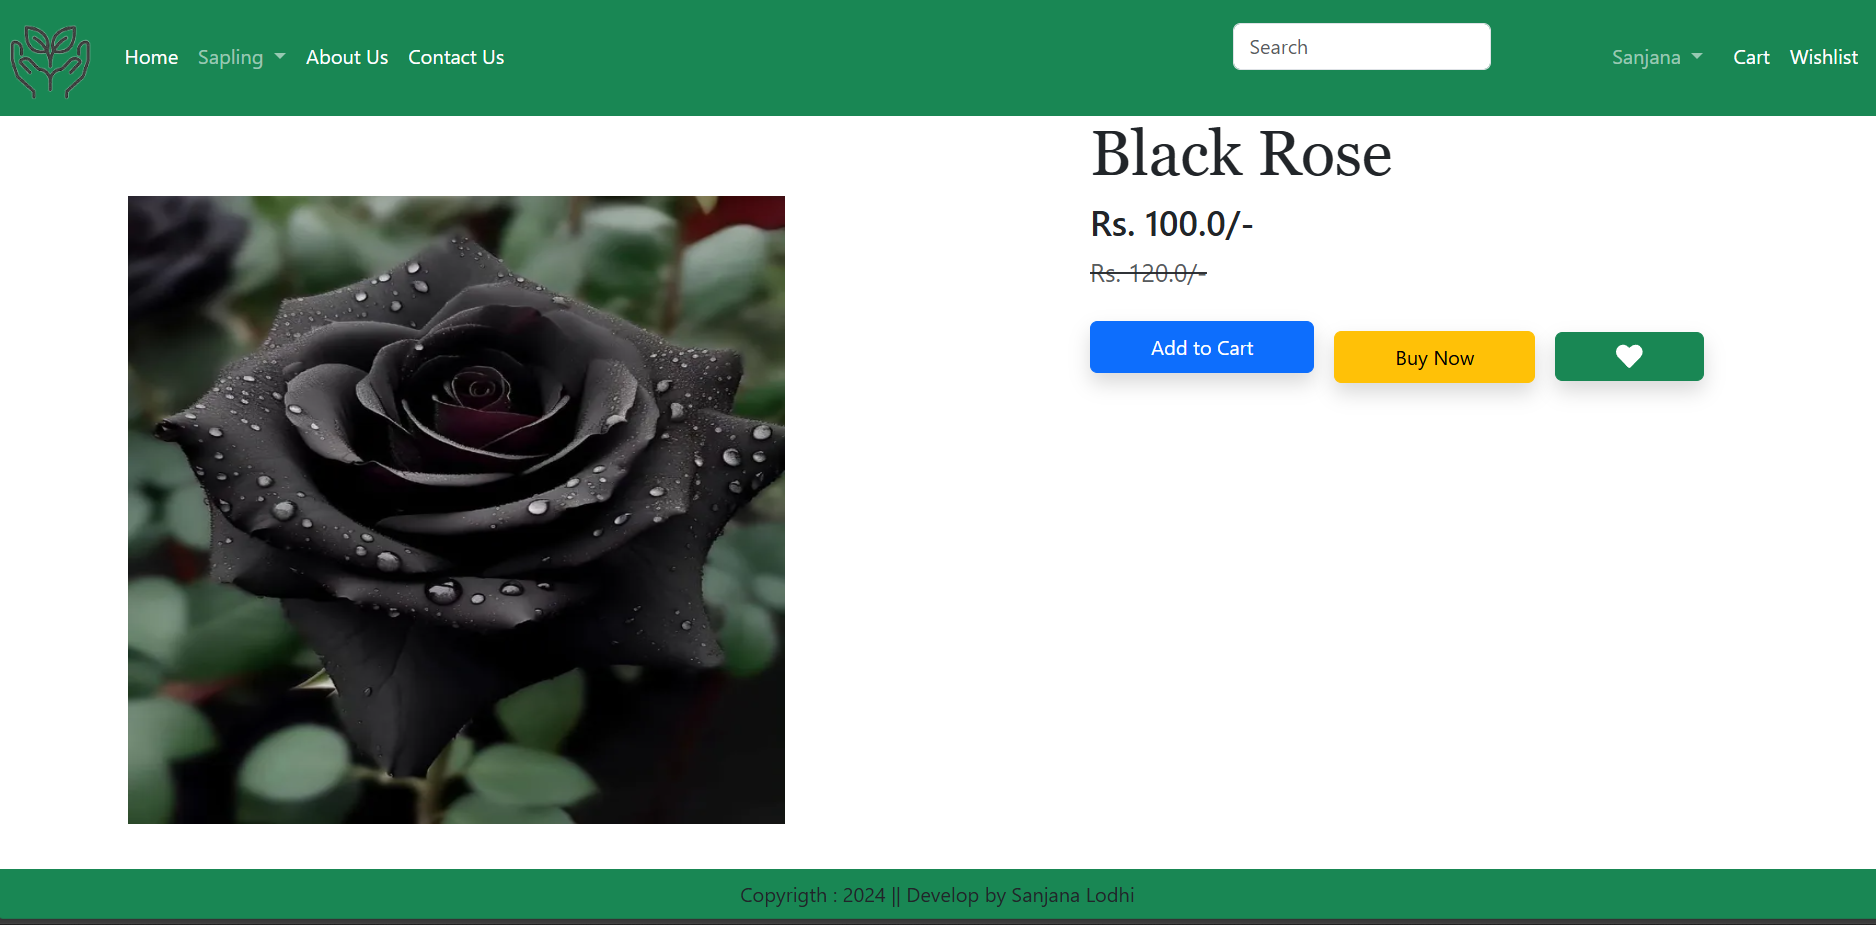 Home Sapling About Us Contact Us Search Sanjana Cart Wishlist
Black Rose
Rs. 100.0/-
Rs. 120.0/-
Add to Cart Buy Now
Copyrigth : 2024 || Develop by Sanjana Lodhi